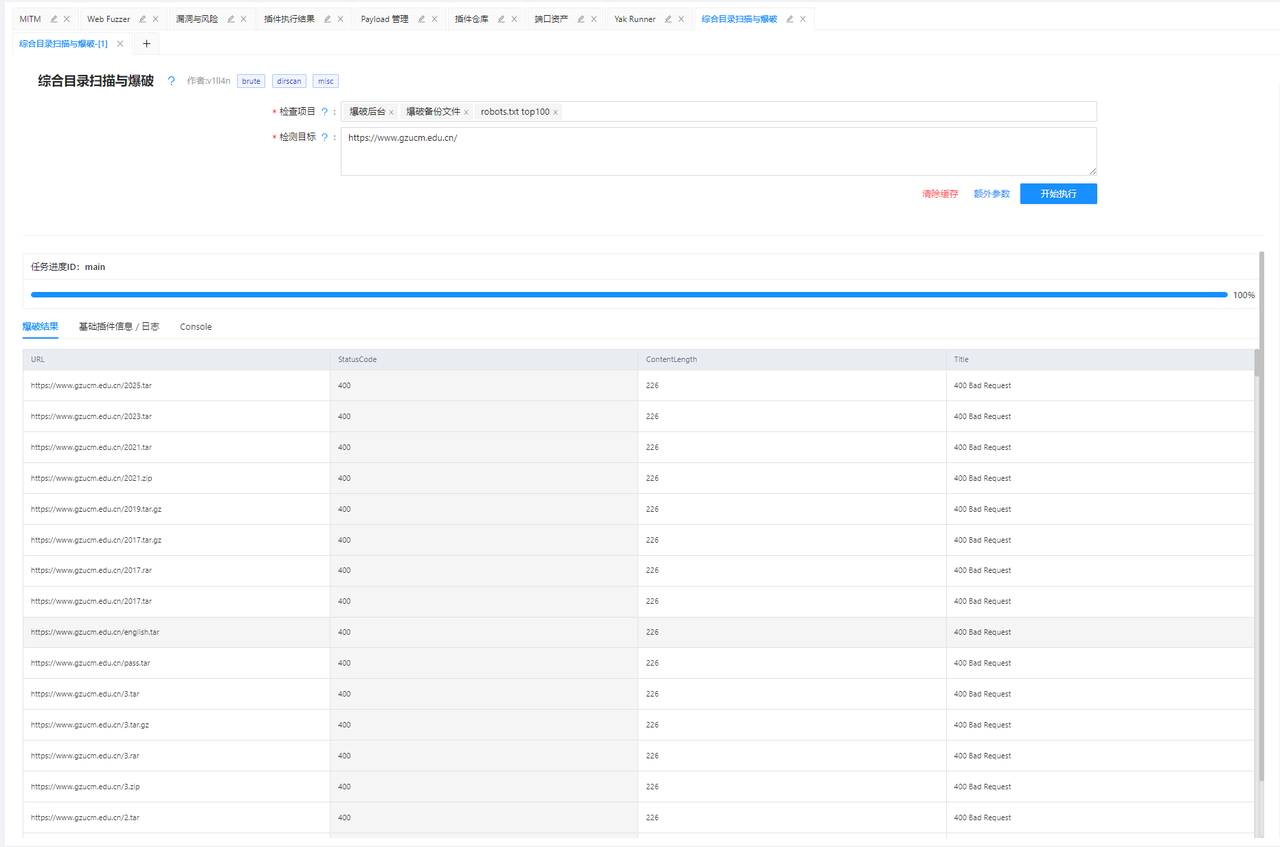 MITM Web Fuzzer 漏洞与风险 插件执行结果 Payload 管理 插件仓库 端口资产 Yak Runner 综合目录扫描与爆破
综合目录扫描与爆破-[1]
综合目录扫描与爆破 ? 作者:v1ll4n brute dirscan misc
* 检查项目 ? : 爆破后台 × 爆破备份文件 × robots.txt top100 ×
* 检测目标 ? : https://www.gzucm.edu.cn/
清除缓存 额外参数 开始执行
任务进度ID：main
100%
爆破结果 基础插件信息 / 日志 Console
URL StatusCode ContentLength Title
https://www.gzucm.edu.cn/2025.tar 400 226 400 Bad Request
https://www.gzucm.edu.cn/2023.tar 400 226 400 Bad Request
https://www.gzucm.edu.cn/2021.tar 400 226 400 Bad Request
https://www.gzucm.edu.cn/2021.zip 400 226 400 Bad Request
https://www.gzucm.edu.cn/2019.tar.gz 400 226 400 Bad Request
https://www.gzucm.edu.cn/2017.tar.gz 400 226 400 Bad Request
https://www.gzucm.edu.cn/2017.rar 400 226 400 Bad Request
https://www.gzucm.edu.cn/2017.tar 400 226 400 Bad Request
https://www.gzucm.edu.cn/english.tar 400 226 400 Bad Request
https://www.gzucm.edu.cn/pass.tar 400 226 400 Bad Request
https://www.gzucm.edu.cn/3.tar 400 226 400 Bad Request
https://www.gzucm.edu.cn/3.tar.gz 400 226 400 Bad Request
https://www.gzucm.edu.cn/3.rar 400 226 400 Bad Request
https://www.gzucm.edu.cn/3.zip 400 226 400 Bad Request
https://www.gzucm.edu.cn/2.tar 400 226 400 Bad Request